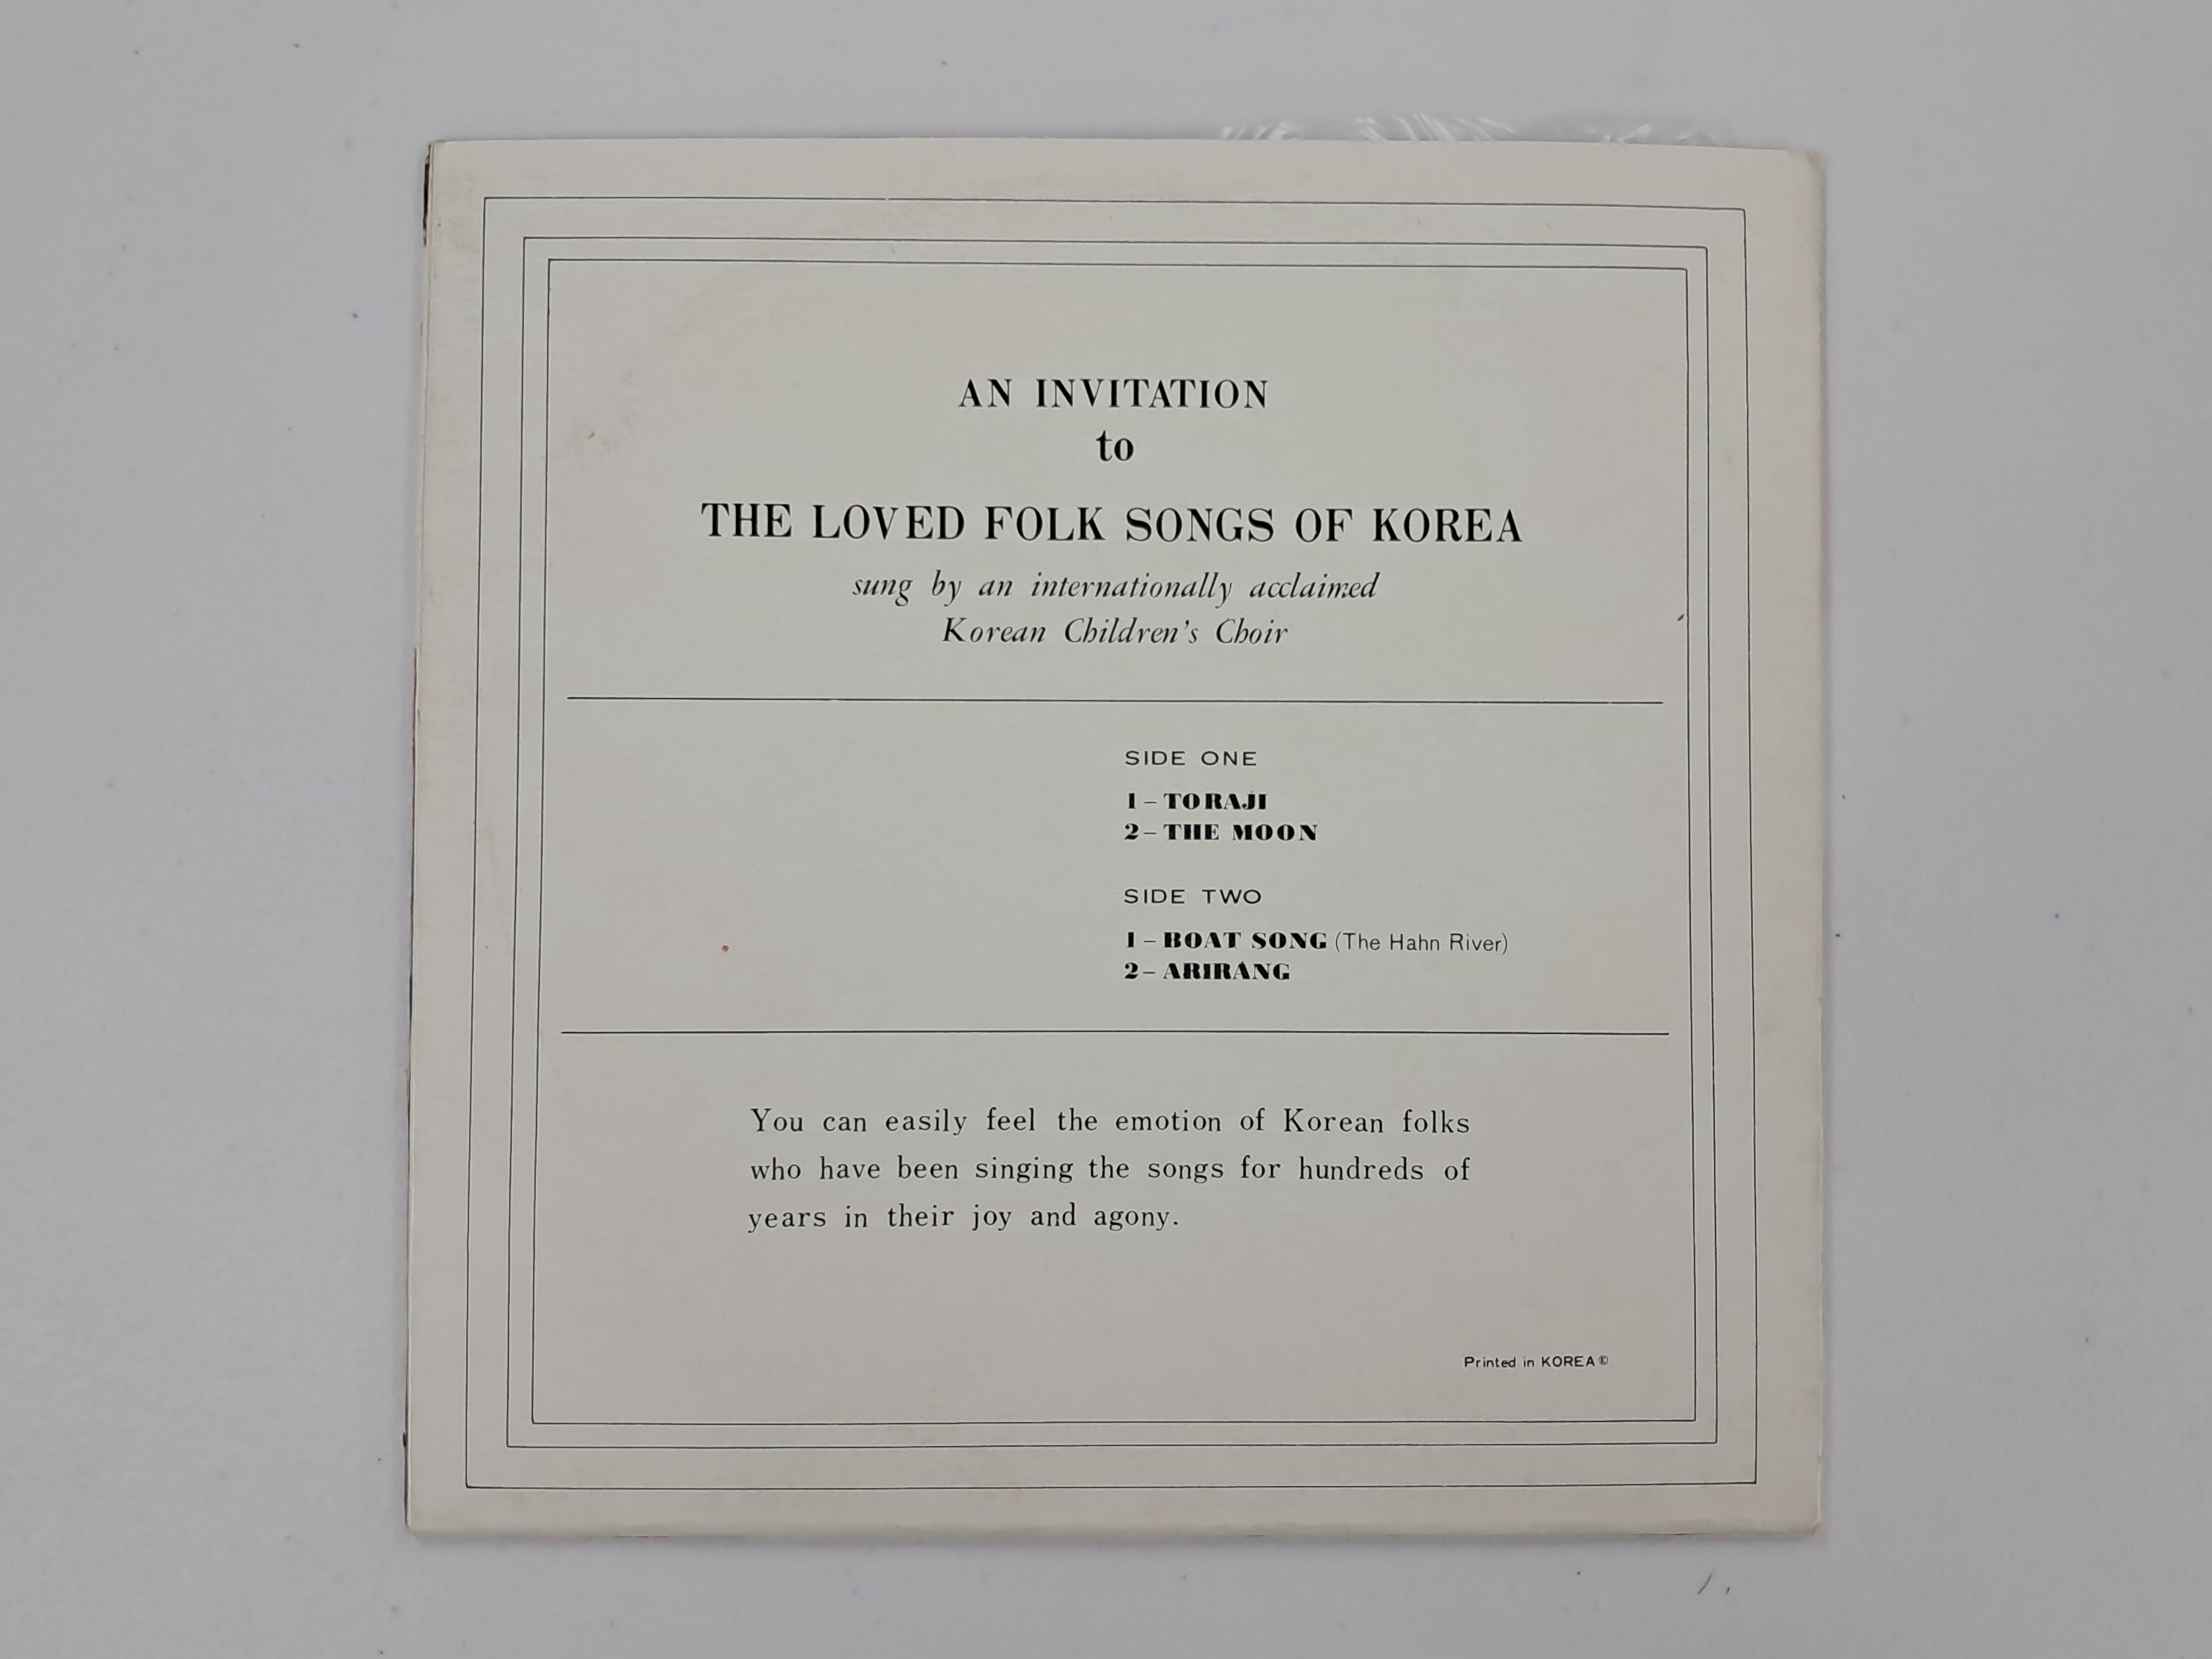 AN INVITATION
to
THE LOVED FOLK SONGS OF KOREA
sung by an internationally acclaimed
Korean Children's Choir
SIDE ONE
1 – TORAJI
2 – THE MOON
SIDE TWO
1 – BOAT SONG (The Hahn River)
2 – ARIRANG
You can easily feel the emotion of Korean folks
who have been singing the songs for hundreds of
years in their joy and agony.
Printed in KOREA ©